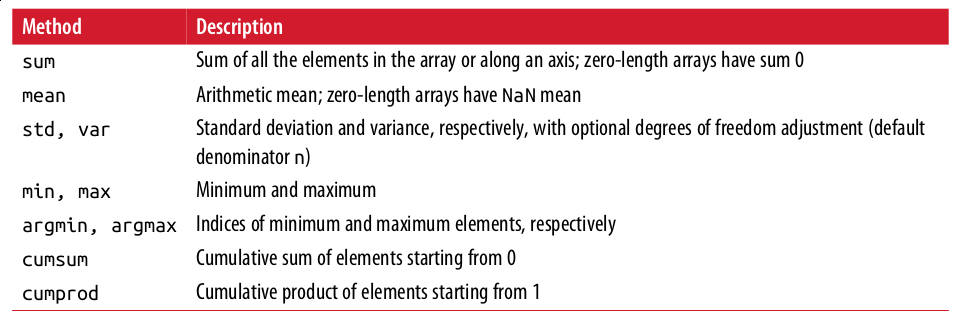 Method Description
sum Sum of all the elements in the array or along an axis; zero-length arrays have sum 0
mean Arithmetic mean; zero-length arrays have NaN mean
std, var Standard deviation and variance, respectively, with optional degrees of freedom adjustment (default
denominator n)
min, max Minimum and maximum
argmin, argmax Indices of minimum and maximum elements, respectively
cumsum Cumulative sum of elements starting from 0
cumprod Cumulative product of elements starting from 1